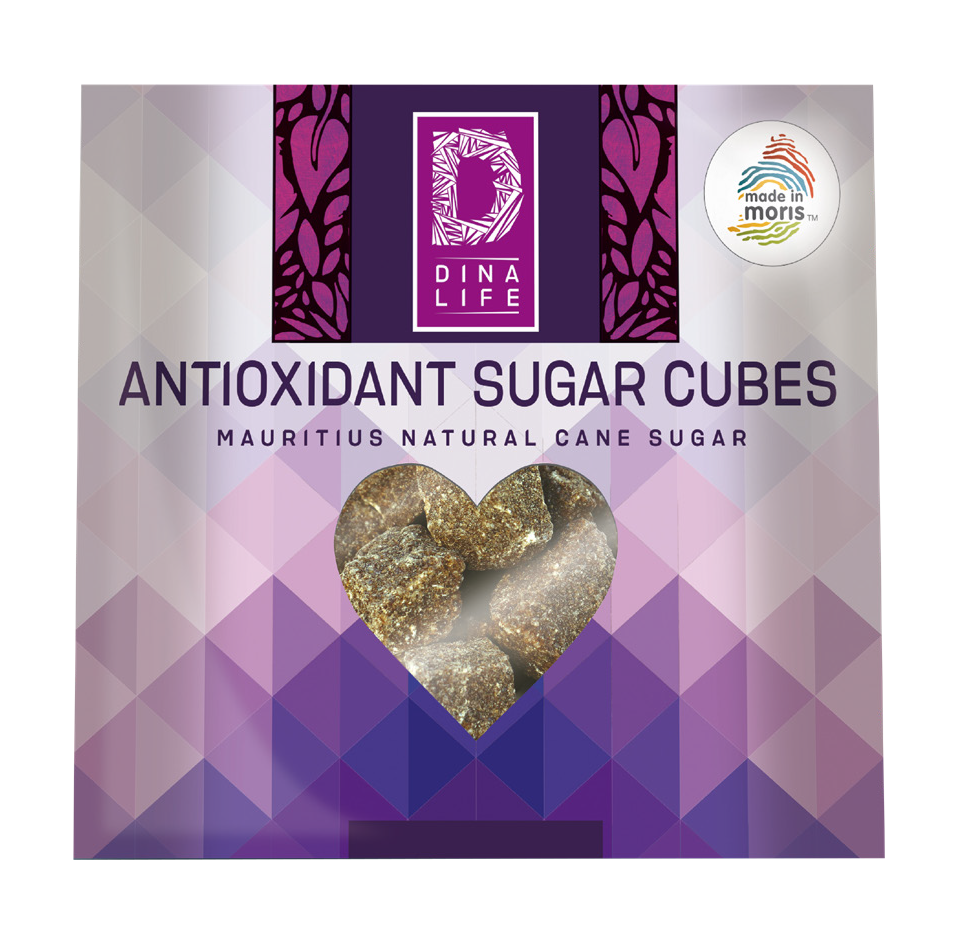 DINA
LIFE
made in
moris TM
ANTIOXIDANT SUGAR CUBES
MAURITIUS NATURAL CANE SUGAR